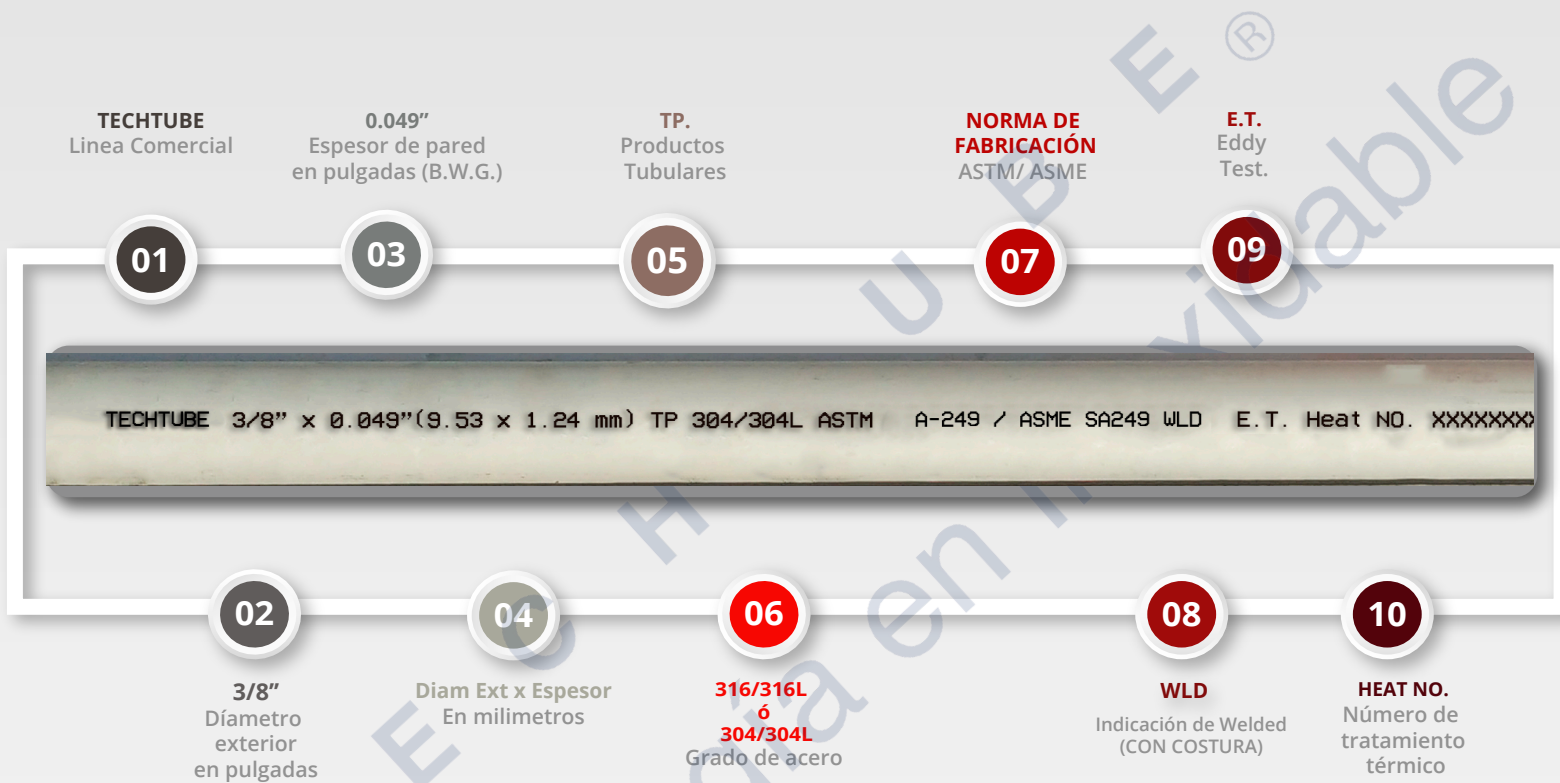 TECHTUBE
Linea Comercial
0.049”
Espesor de pared
en pulgadas (B.W.G.)
TP.
Productos
Tubulares
NORMA DE
FABRICACIÓN
ASTM/ ASME
E.T.
Eddy
Test.
01
03
05
07
09
TECHTUBE 3/8” x 0.049”(9.53 x 1.24 mm) TP 304/304L ASTM A-249 / ASME SA249 WLD E.T. Heat NO. XXXXXXXX
02
04
06
08
10
3/8”
Díametro
exterior
en pulgadas
Diam Ext x Espesor
En milimetros
316/316L
ó
304/304L
Grado de acero
WLD
Indicación de Welded
(CON COSTURA)
HEAT NO.
Número de
tratamiento
térmico
E C H U B E ®
en xidable